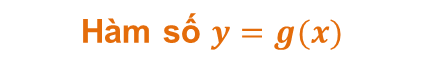 Hàm số y = g(x)